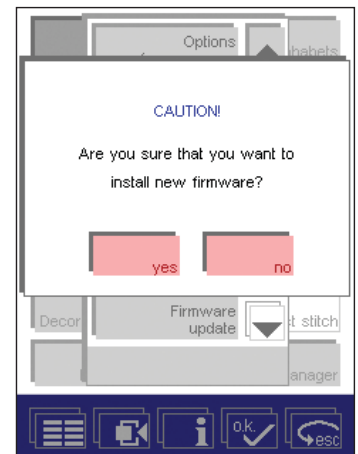 Options
habets
CAUTION!
Are you sure that you want to
install new firmware?
yes
no
Decor
Firmware
update
t stitch
anager
o.k.
esc